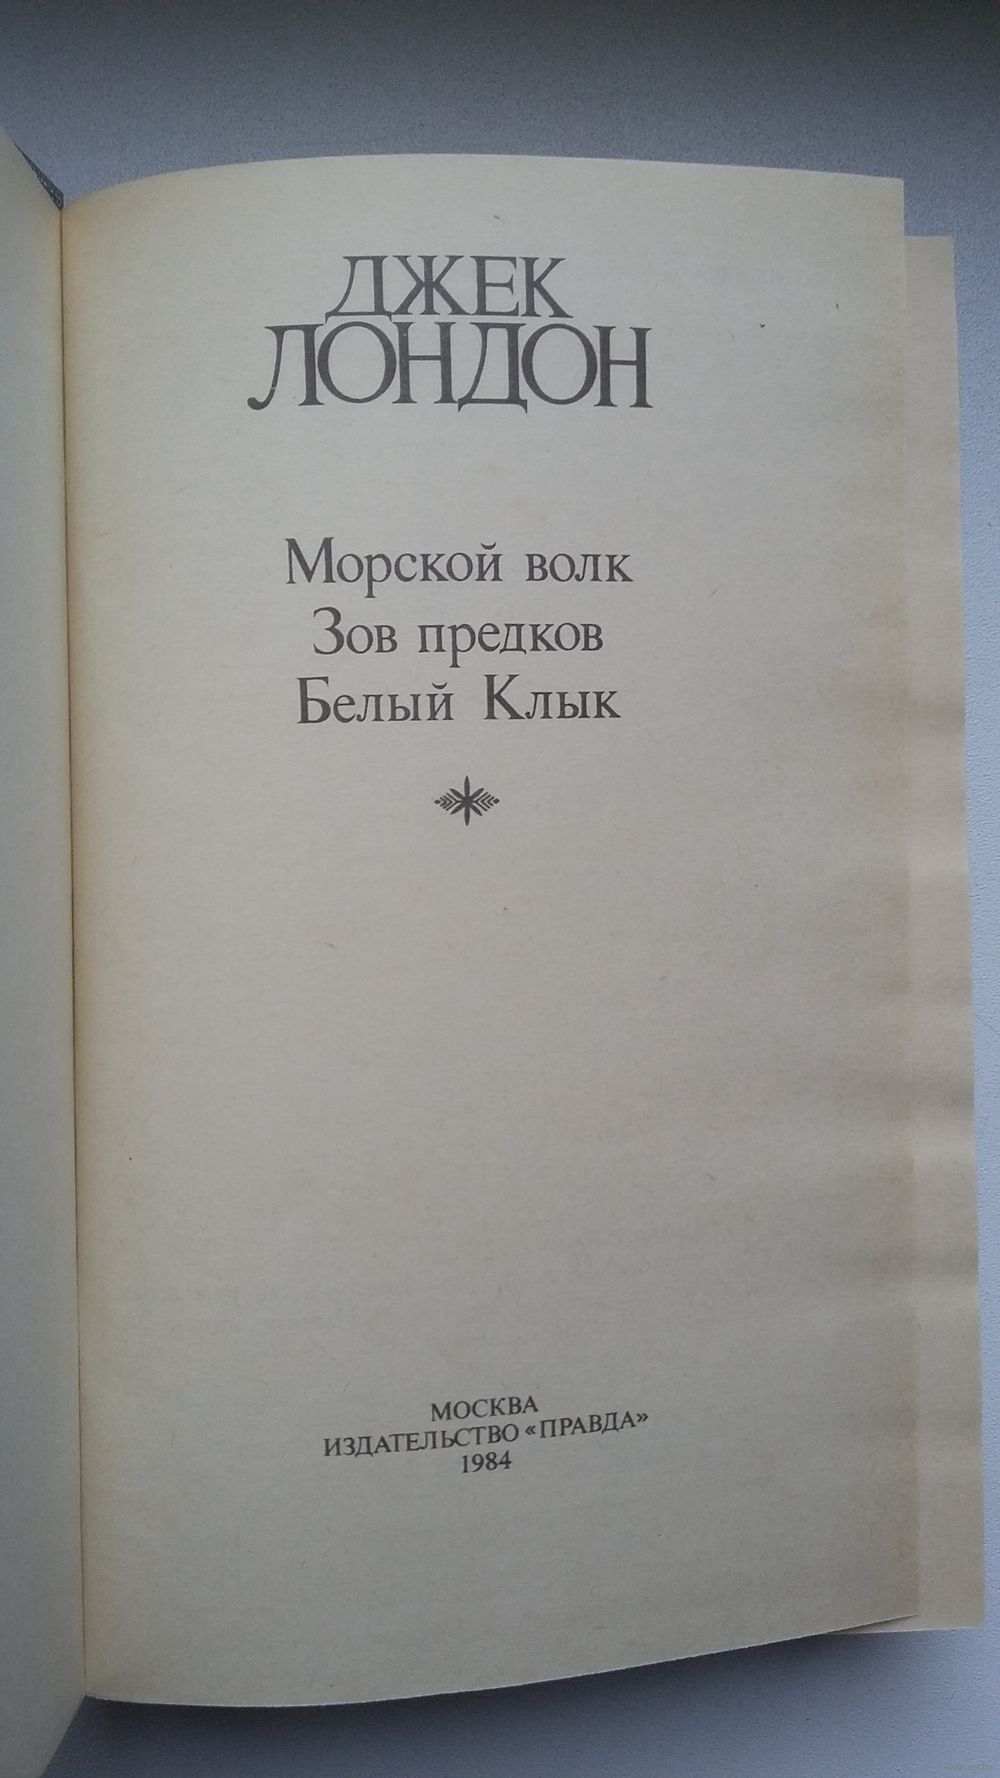 ДЖЕК
ЛОНДОН
Морской волк
Зов предков
Белый Клык
МОСКВА
ИЗДАТЕЛЬСТВО «ПРАВДА»
1984